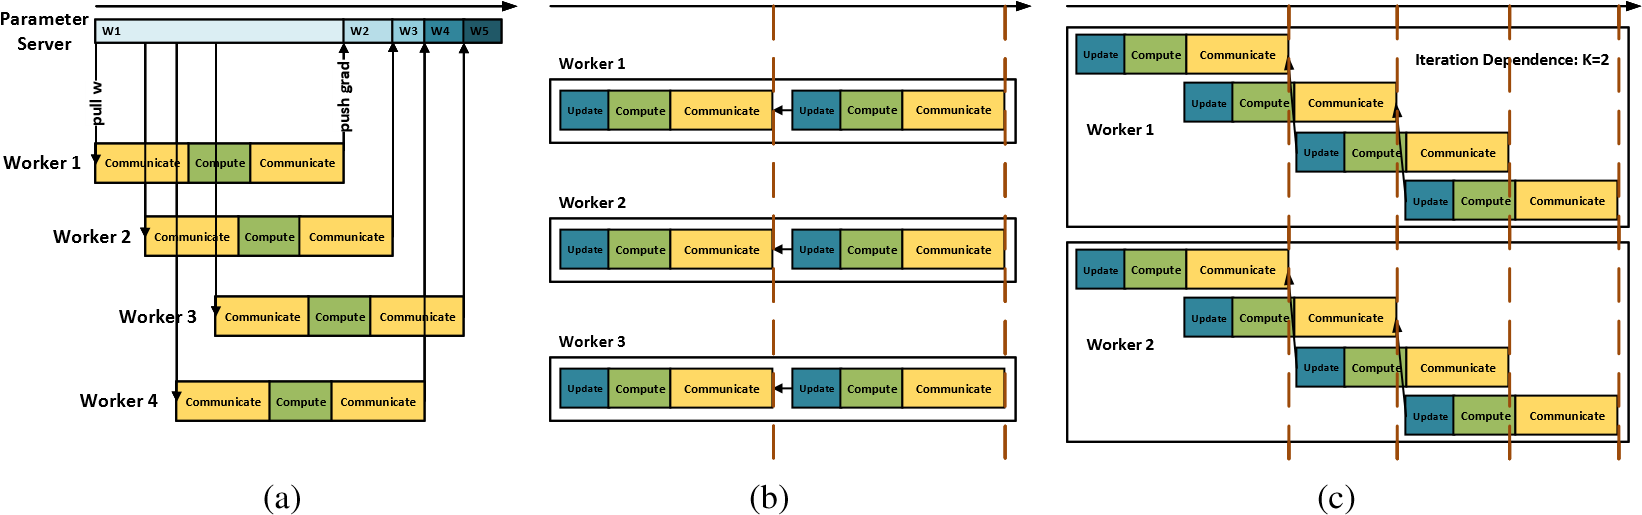 Parameter
Server
W1
W2
W3
W4
W5
pull w
push grad
Worker 1
Communicate
Compute
Communicate
Worker 2
Communicate
Compute
Communicate
Worker 3
Communicate
Compute
Communicate
Worker 4
Communicate
Compute
Communicate
(a)
Worker 1
Update
Compute
Communicate
Update
Compute
Communicate
Worker 2
Update
Compute
Communicate
Update
Compute
Communicate
Worker 3
Update
Compute
Communicate
Update
Compute
Communicate
(b)
Iteration Dependence: K=2
Worker 1
Update
Compute
Communicate
Update
Compute
Communicate
Update
Compute
Communicate
Update
Compute
Communicate
Worker 2
Update
Compute
Communicate
Update
Compute
Communicate
Update
Compute
Communicate
Update
Compute
Communicate
(c)